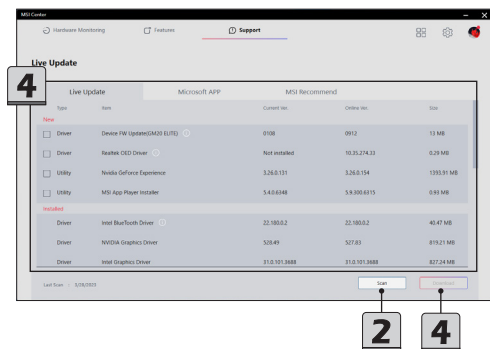 MSI Center
Hardware Monitoring Features Support
Live Update
4
Live Update Microsoft APP MSI Recommend
Type Item Current Ver. Online Ver. Size
New
Driver Device FW Update(GM20 ELITE) 0108 0912 13 MB
Driver Realtek OED Driver Not installed 10.35.274.33 0.29 MB
Utility Nvidia GeForce Experience 3.26.0.131 3.26.0.154 1393.91 MB
Utility MSI App Player Installer 5.4.0.6348 5.9.300.6315 0.93 MB
Installed
Driver Intel BlueTooth Driver 22.180.0.2 22.180.0.2 40.47 MB
Driver NVIDIA Graphics Driver 528.49 527.83 819.21 MB
Driver Intel Graphics Driver 31.0.101.3688 31.0.101.3688 827.24 MB
Last Scan : 3/28/2023 Scan Download
2 4